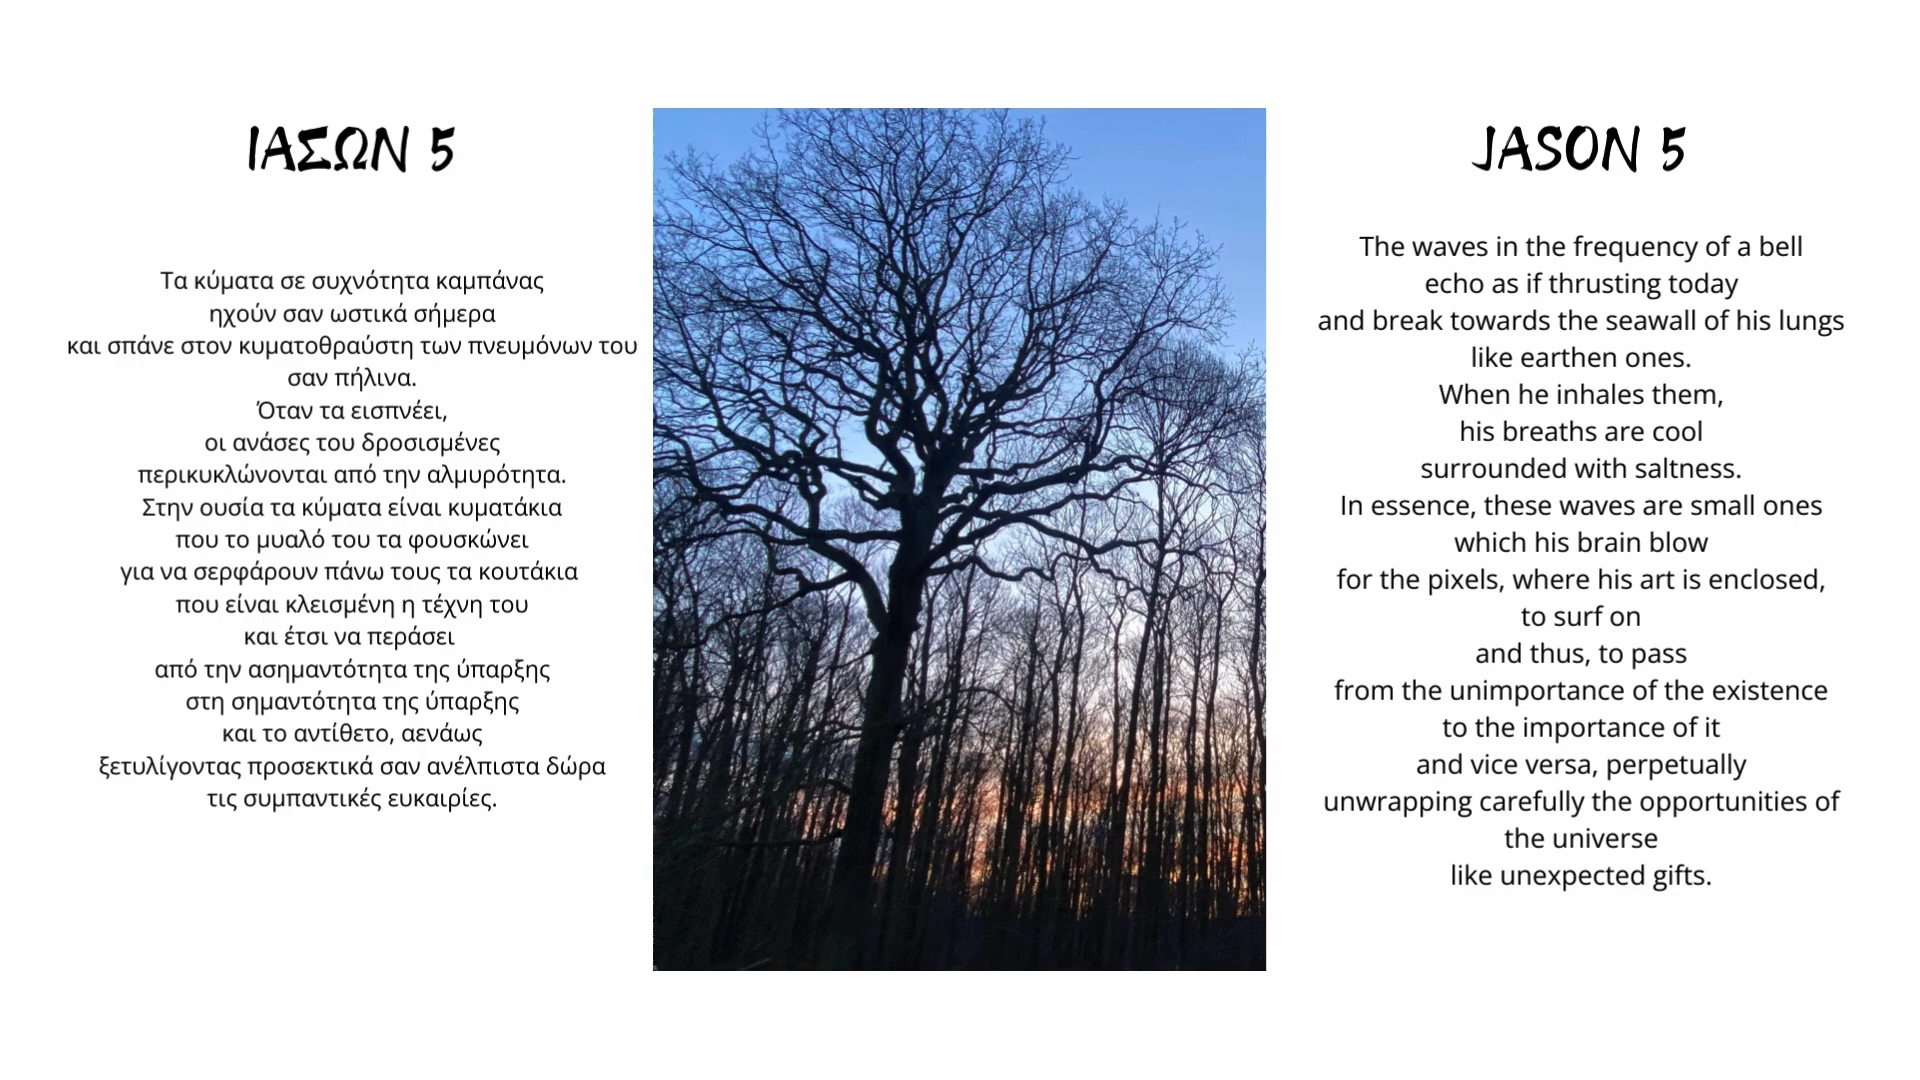 ΙΑΣΩΝ 5
Τα κύματα σε συχνότητα καμπάνας
ηχούν σαν ωστικά σήμερα
και σπάνε στον κυματοθραύστη των πνευμόνων του
σαν πήλινα.
Όταν τα εισπνέει,
οι ανάσες του δροσισμένες
περικυκλώνονται από την αλμυρότητα.
Στην ουσία τα κύματα είναι κυματάκια
που το μυαλό του τα φουσκώνει
για να σερφάρουν πάνω τους τα κουτάκια
που είναι κλεισμένη η τέχνη του
και έτσι να περάσει
από την ασημαντότητα της ύπαρξης
στη σημαντότητα της ύπαρξης
και το αντίθετο, αενάως
ξετυλίγοντας προσεκτικά σαν ανέλπιστα δώρα
τις συμπαντικές ευκαιρίες.
JASON 5
The waves in the frequency of a bell
echo as if thrusting today
and break towards the seawall of his lungs
like earthen ones.
When he inhales them,
his breaths are cool
surrounded with saltness.
In essence, these waves are small ones
which his brain blow
for the pixels, where his art is enclosed,
to surf on
and thus, to pass
from the unimportance of the existence
to the importance of it
and vice versa, perpetually
unwrapping carefully the opportunities of
the universe
like unexpected gifts.